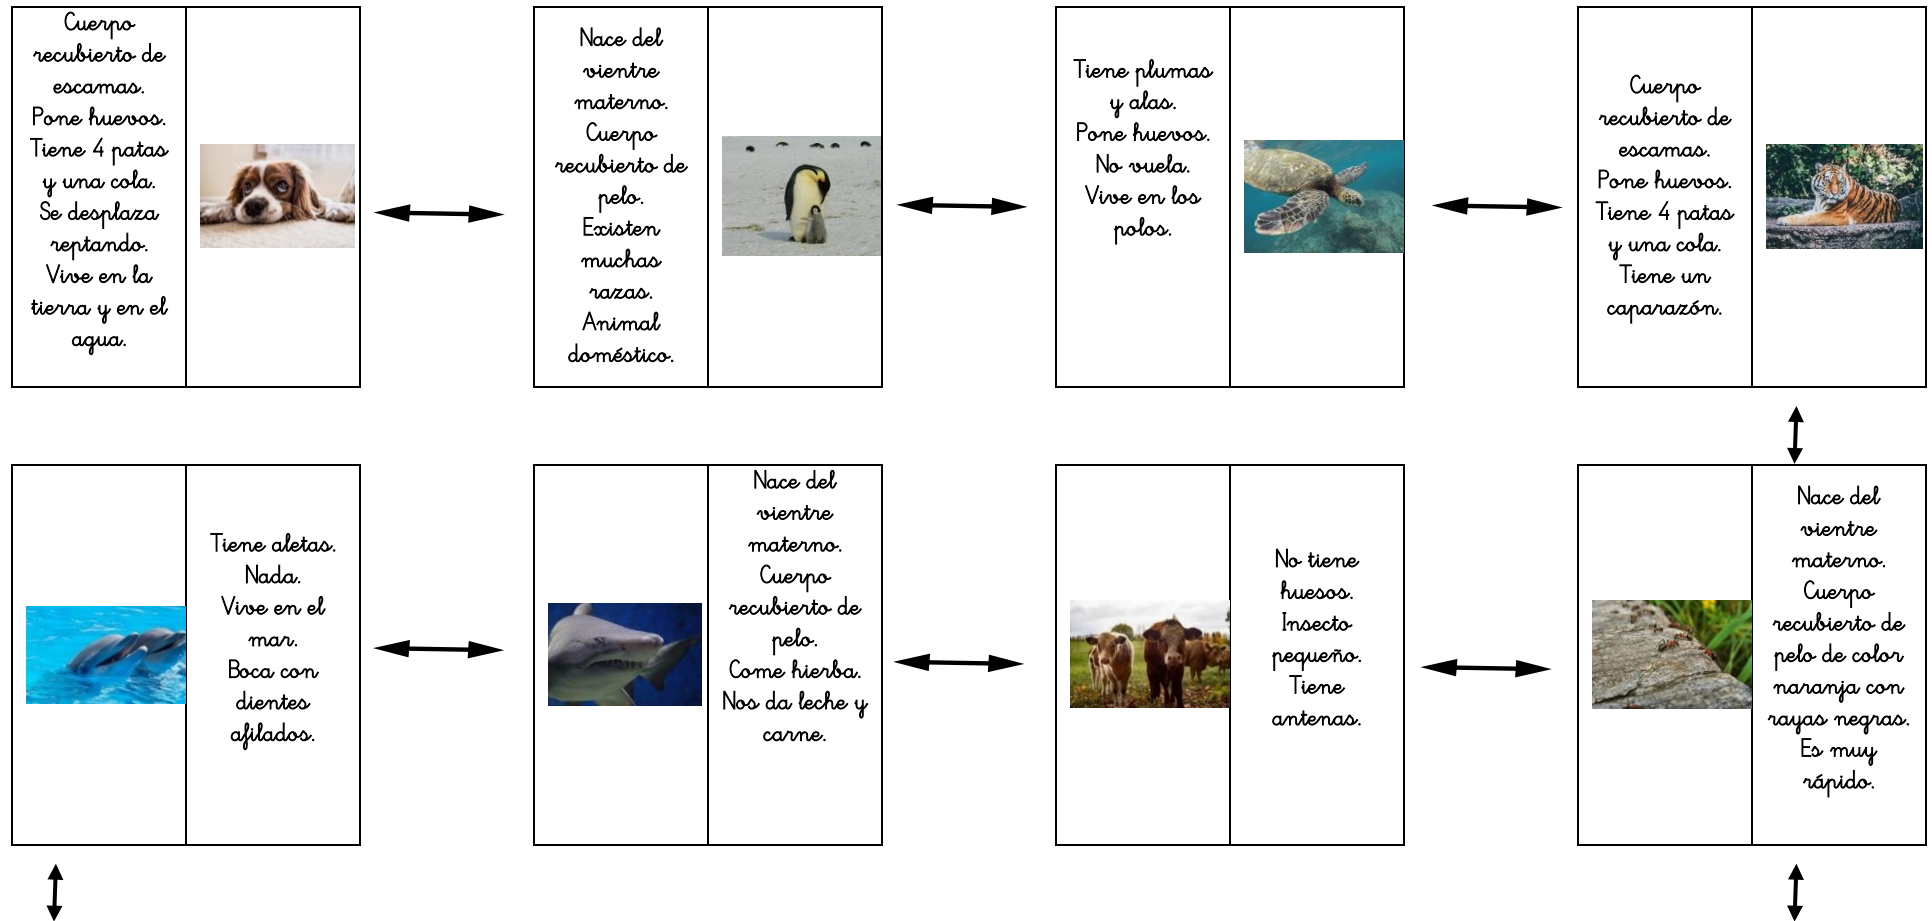 Cuerpo
recubierto de
escamas.
Pone huevos.
Tiene 4 patas
y una cola.
Se desplaza
reptando.
Vive en la
tierra y en el
agua.
Nace del
vientre
materno.
Cuerpo
recubierto de
pelo.
Existen
muchas
razas.
Animal
doméstico.
Tiene plumas
y alas.
Pone huevos.
No vuela.
Vive en los
polos.
Cuerpo
recubierto de
escamas.
Pone huevos.
Tiene 4 patas
y una cola.
Tiene un
caparazón.
Tiene aletas.
Nada.
Vive en el
mar.
Boca con
dientes
afilados.
Nace del
vientre
materno.
Cuerpo
recubierto de
pelo.
Come hierba.
Nos da leche y
carne.
No tiene
huesos.
Insecto
pequeño.
Tiene
antenas.
Nace del
vientre
materno.
Cuerpo
recubierto de
pelo de color
naranja con
rayas negras.
Es muy
rápido.